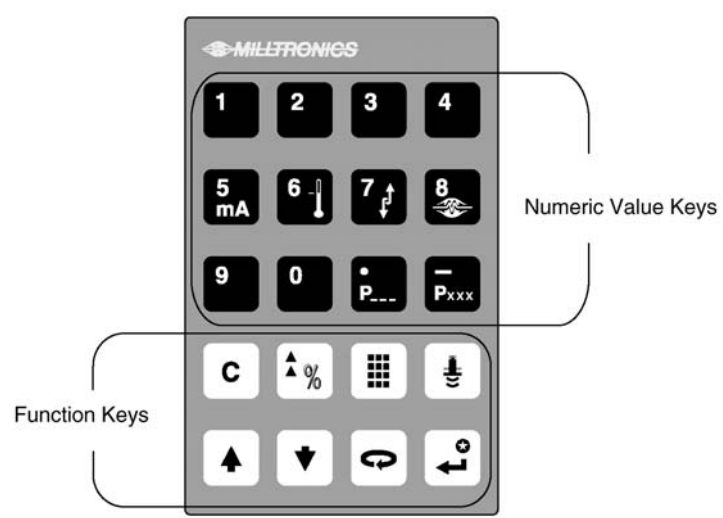 MILLTRONICS
1 2 3 4
5 6 7 8
mA
Numeric Value Keys
9 0 • –
P___ Pxxx
C %
Function Keys